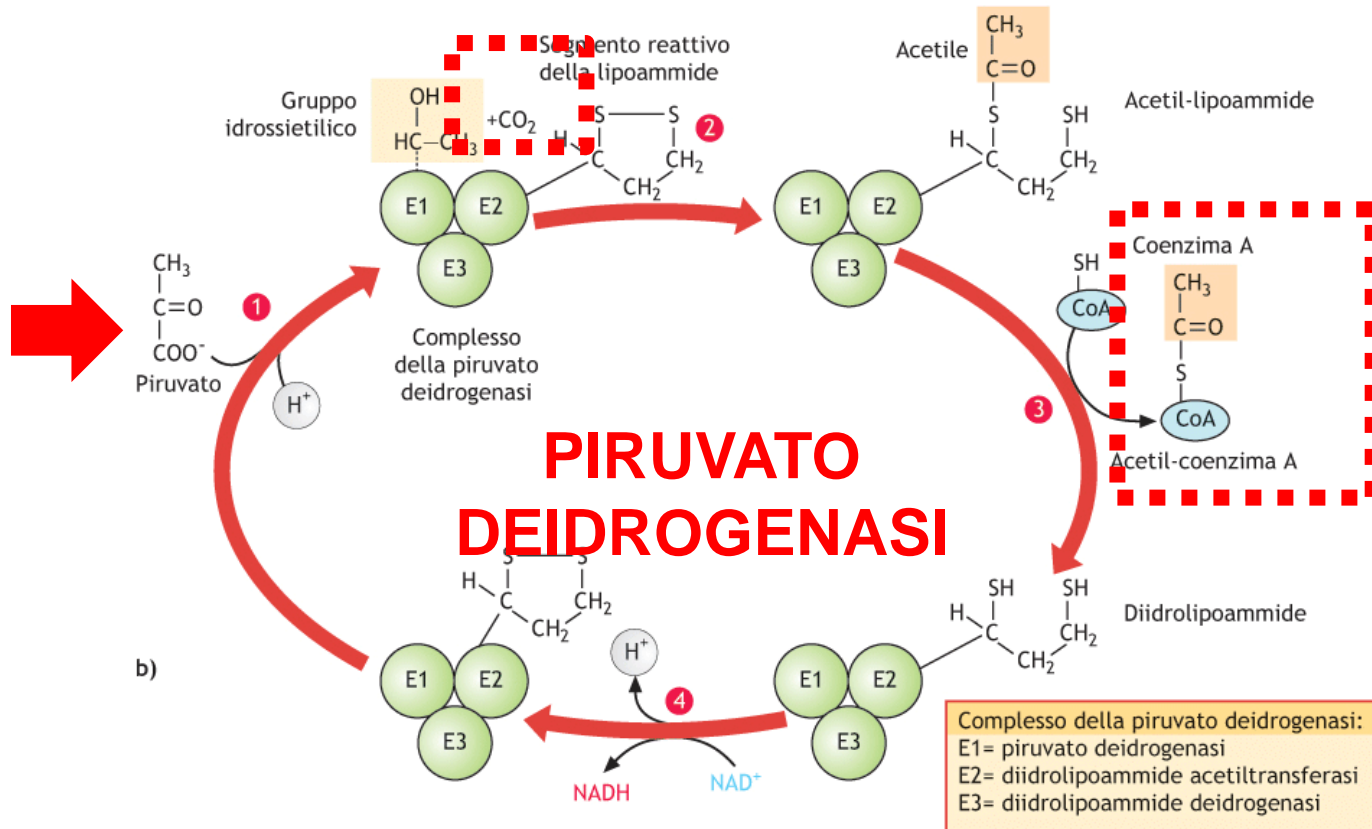 Segmento reattivo
della lipoammide
Gruppo
idrossietilico
OH
HC–CH₃
+CO₂
S
S
H
C
CH₂
CH₂
2
E1
E2
E3
Complesso
della piruvato
deidrogenasi
Acetile
CH₃
C=O
S
SH
H
C
CH₂
CH₂
Acetil-lipoammide
E1
E2
E3
CH₃
C=O
COO⁻
Piruvato
1
H⁺
SH
CoA
Coenzima A
CH₃
C=O
S
CoA
Acetil-coenzima A
3
PIRUVATO
DEIDROGENASI
S
S
H
C
CH₂
CH₂
b)
E1
E2
E3
H⁺
4
NADH
NAD⁺
SH
SH
H
C
CH₂
CH₂
Diidrolipoammide
E1
E2
E3
Complesso della piruvato deidrogenasi:
E1= piruvato deidrogenasi
E2= diidrolipoammide acetiltransferasi
E3= diidrolipoammide deidrogenasi